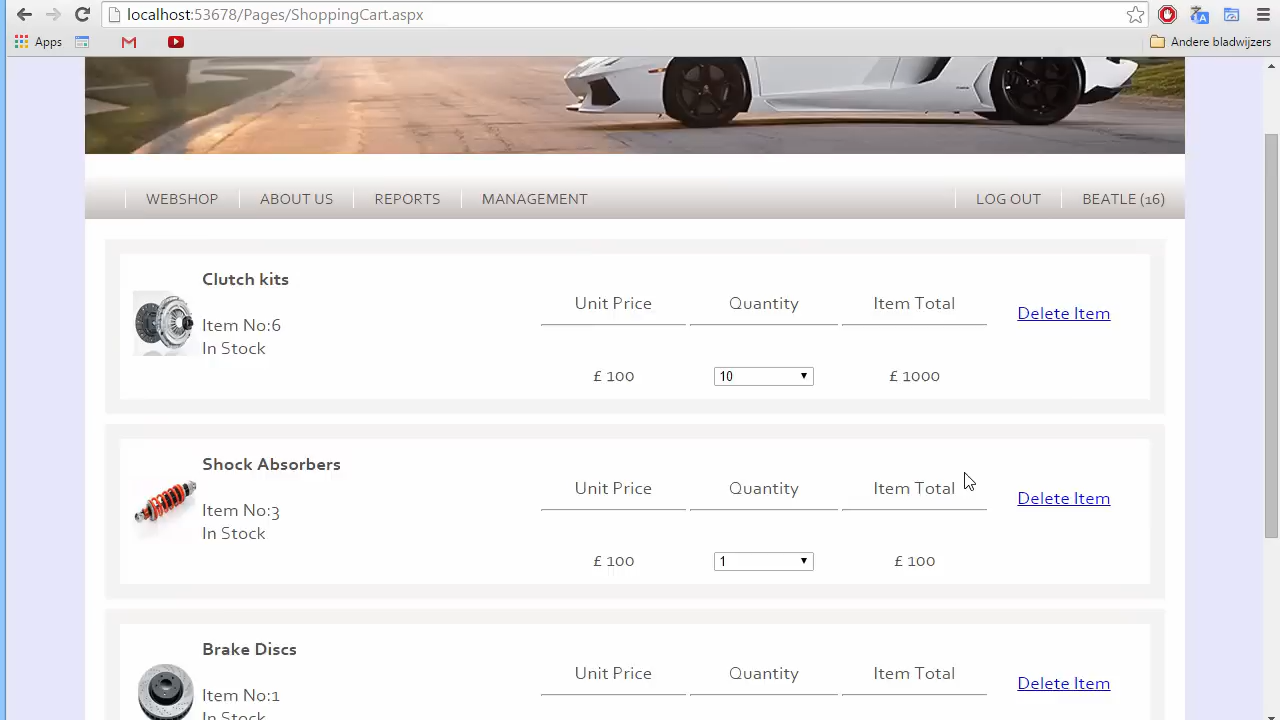 localhost:53678/Pages/ShoppingCart.aspx
Apps
Andere bladwijzers
WEBSHOP ABOUT US REPORTS MANAGEMENT LOG OUT BEATLE (16)
Clutch kits
Item No:6
In Stock
Unit Price Quantity Item Total
Delete Item
£ 100 10 £ 1000
Shock Absorbers
Item No:3
In Stock
Unit Price Quantity Item Total
Delete Item
£ 100 1 £ 100
Brake Discs
Item No:1
In Stock
Unit Price Quantity Item Total
Delete Item